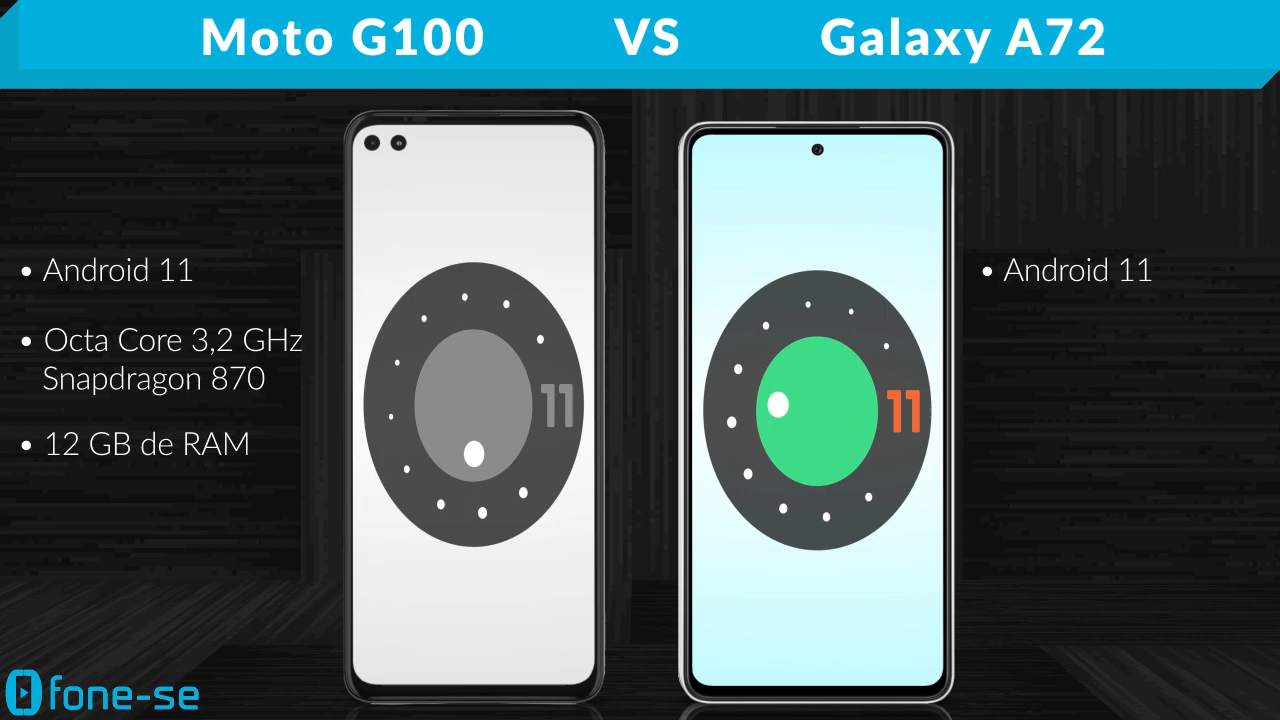 Moto G100 VS Galaxy A72
• Android 11
• Octa Core 3,2 GHz
Snapdragon 870
• 12 GB de RAM
11
11
• Android 11
fone-se